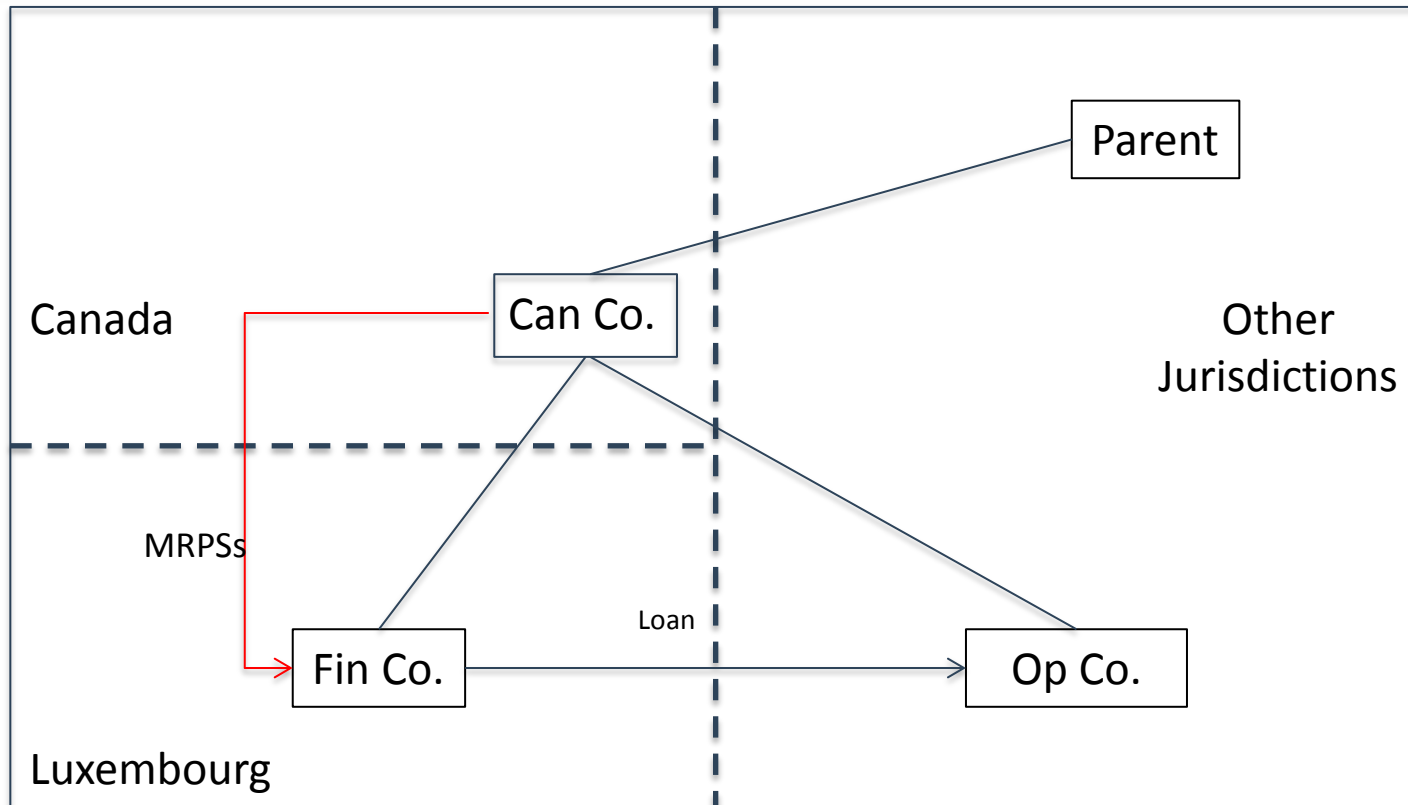 Parent
Can Co.
Canada
Other
Jurisdictions
MRPSs
Loan
Fin Co.
Op Co.
Luxembourg